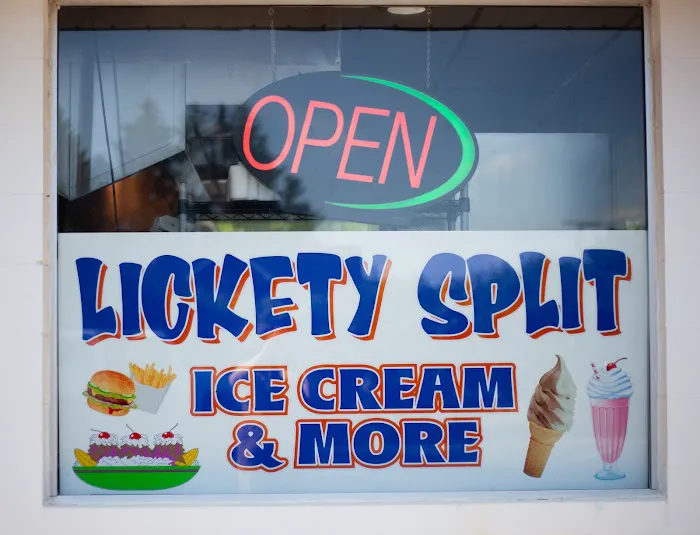 OPEN
LICKETY SPLIT
ICE CREAM
& MORE